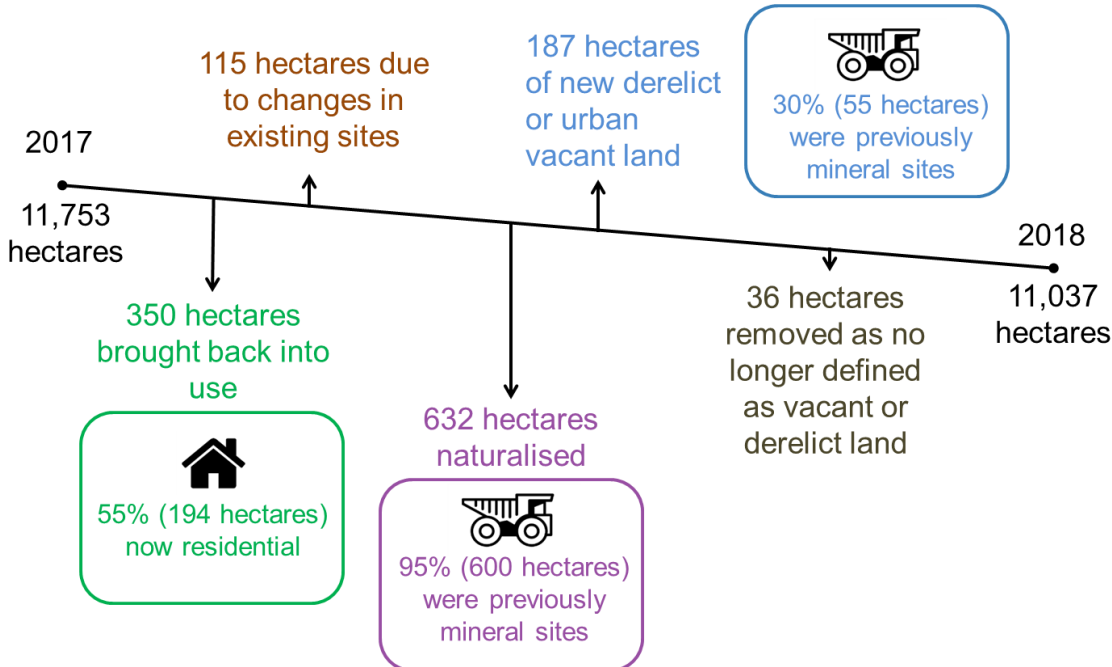 2017
11,753
hectares
115 hectares due
to changes in
existing sites
187 hectares
of new derelict
or urban
vacant land
30% (55 hectares)
were previously
mineral sites
2018
11,037
hectares
350 hectares
brought back into
use
55% (194 hectares)
now residential
632 hectares
naturalised
95% (600 hectares)
were previously
mineral sites
36 hectares
removed as no
longer defined
as vacant or
derelict land